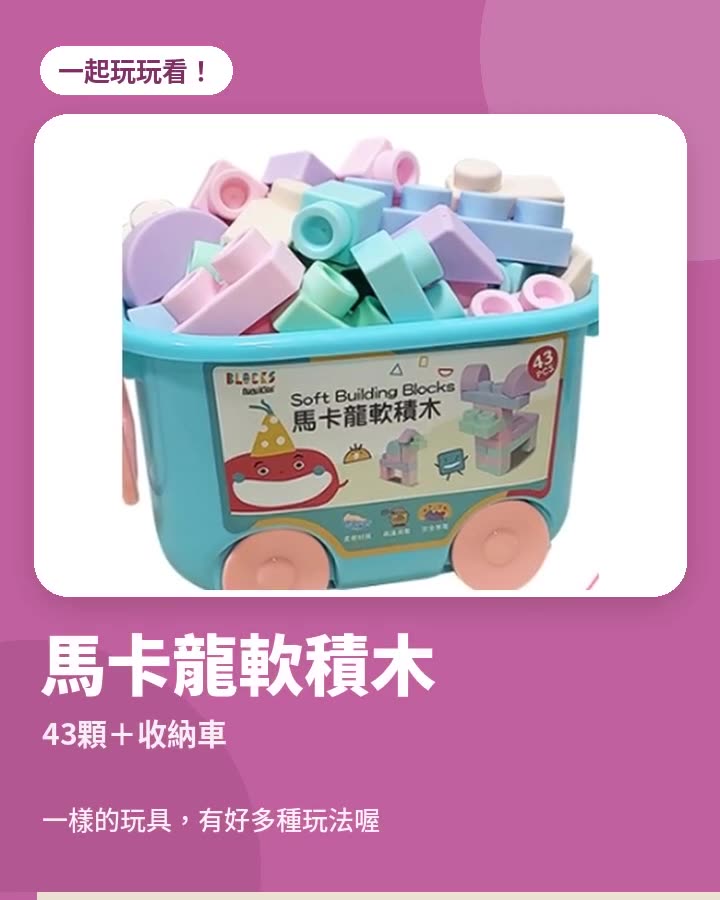 一起玩玩看！
BLOCKS
43
PCS
Soft Building Blocks
馬卡龍軟積木
馬卡龍軟積木
43顆＋收納車
一樣的玩具，有好多種玩法喔